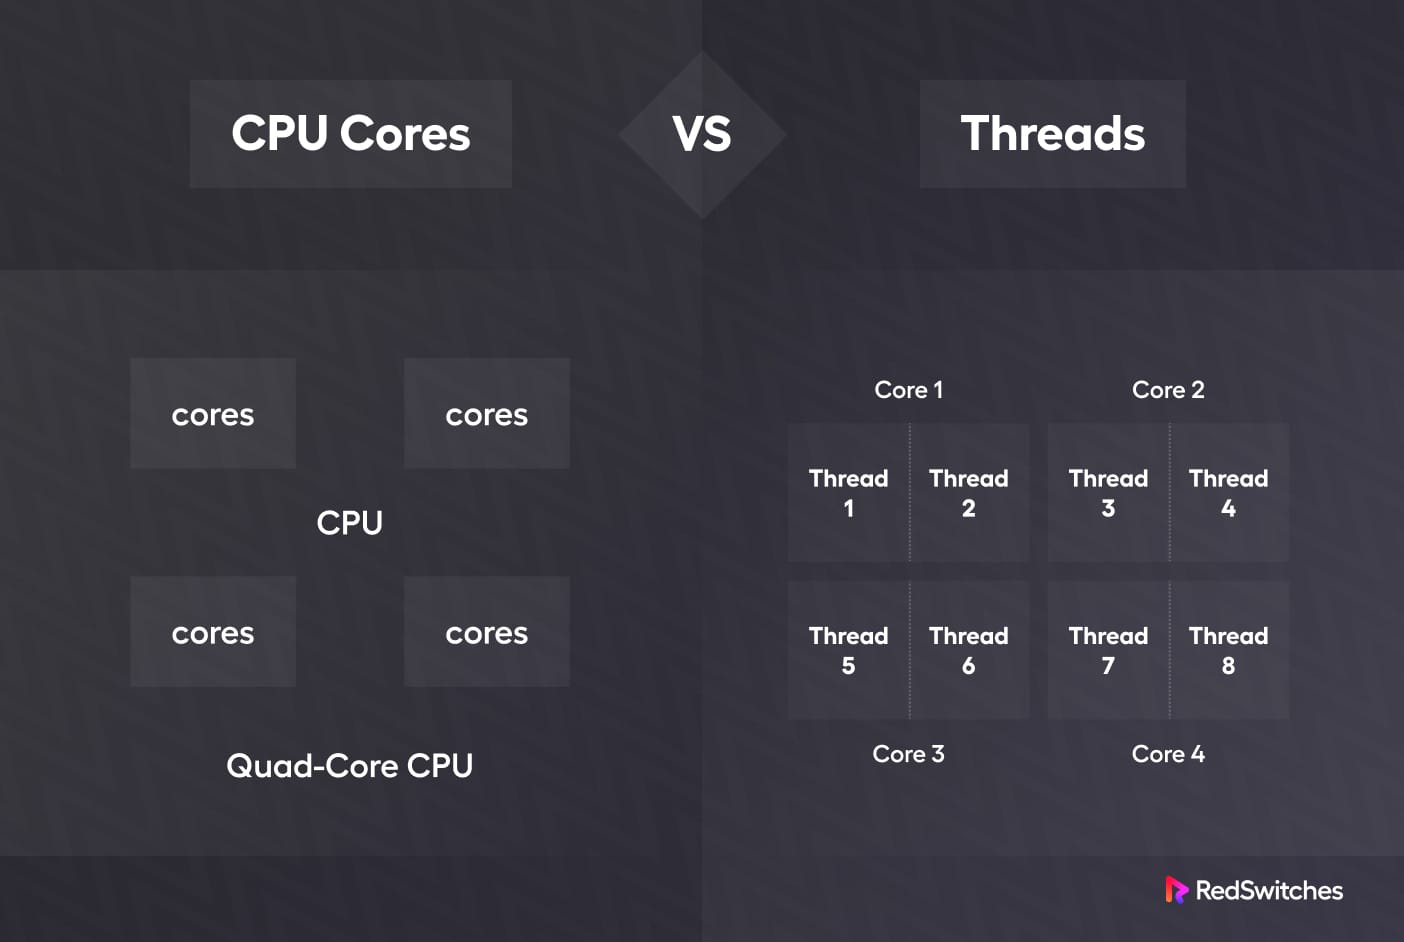 CPU Cores
VS
Threads
cores
cores
CPU
cores
cores
Quad-Core CPU
Core 1
Core 2
Thread
1
Thread
2
Thread
3
Thread
4
Thread
5
Thread
6
Thread
7
Thread
8
Core 3
Core 4
RedSwitches